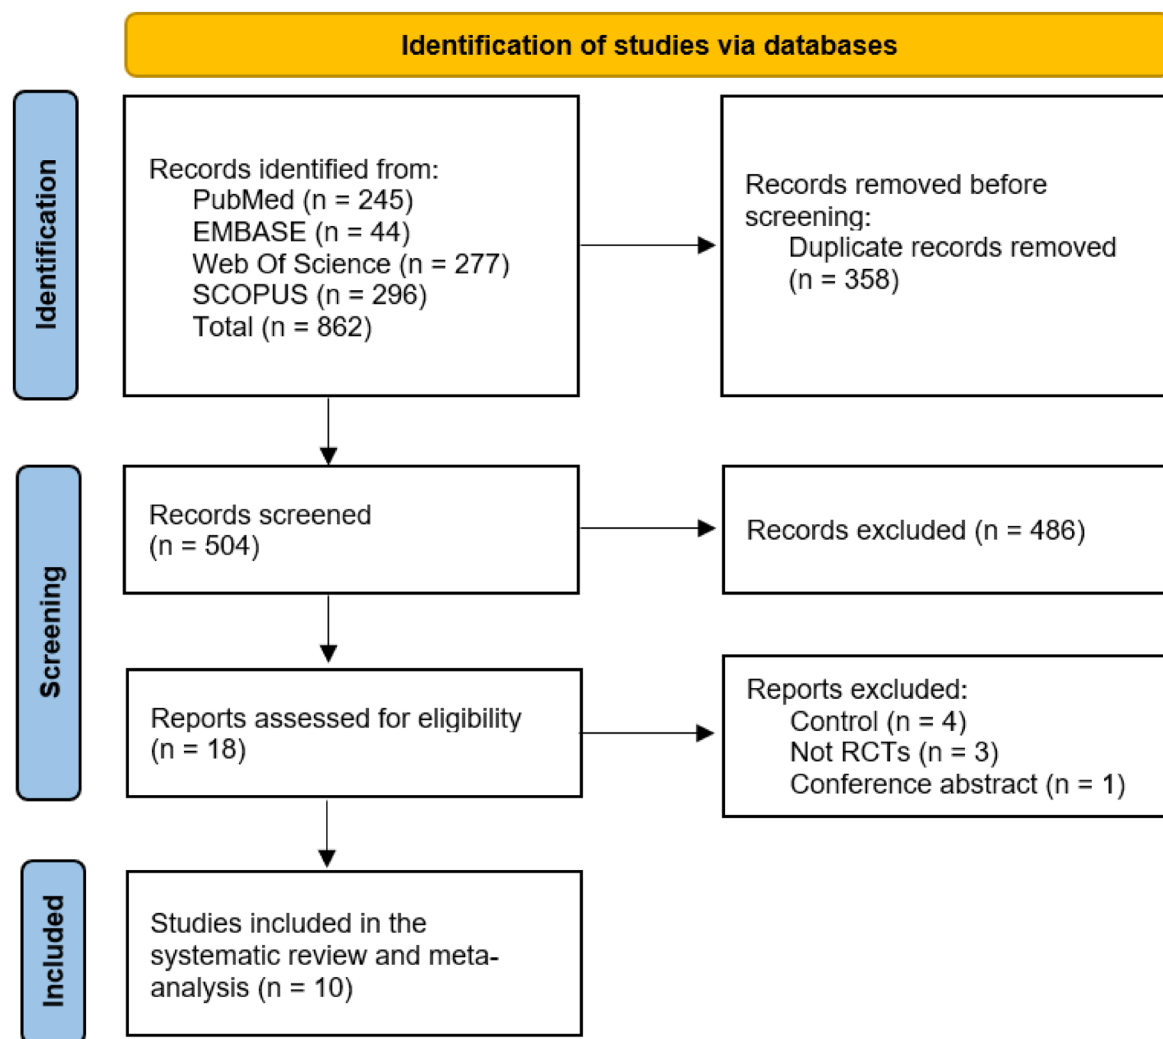 Identification of studies via databases
Identification
Records identified from:
PubMed (n = 245)
EMBASE (n = 44)
Web Of Science (n = 277)
SCOPUS (n = 296)
Total (n = 862)
Records removed before
screening:
Duplicate records removed
(n = 358)
Screening
Records screened
(n = 504)
Records excluded (n = 486)
Reports assessed for eligibility
(n = 18)
Reports excluded:
Control (n = 4)
Not RCTs (n = 3)
Conference abstract (n = 1)
Included
Studies included in the
systematic review and meta-
analysis (n = 10)